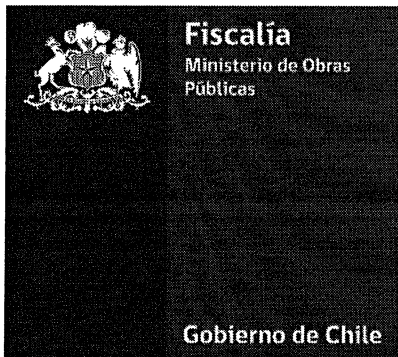 Fiscalía
Ministerio de Obras
Públicas
Gobierno de Chile